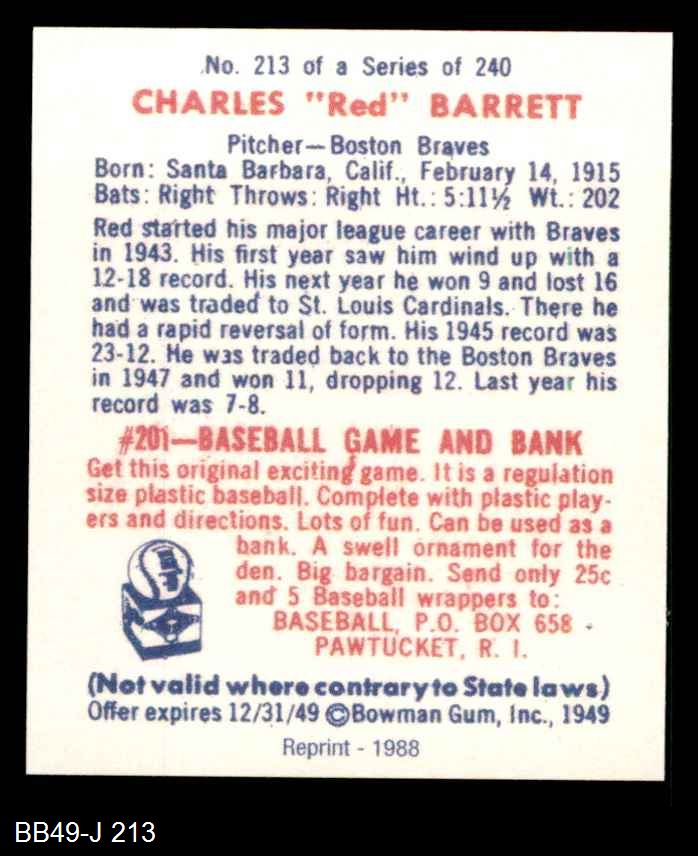 No. 213 of a Series of 240
CHARLES "Red" BARRETT
Pitcher—Boston Braves
Born: Santa Barbara, Calif., February 14, 1915
Bats: Right Throws: Right Ht.: 5:11½ Wt.: 202
Red started his major league career with Braves
in 1943. His first year saw him wind up with a
12-18 record. His next year he won 9 and lost 16
and was traded to St. Louis Cardinals. There he
had a rapid reversal of form. His 1945 record was
23-12. He was traded back to the Boston Braves
in 1947 and won 11, dropping 12. Last year his
record was 7-8.
#201—BASEBALL GAME AND BANK
Get this original exciting game. It is a regulation
size plastic baseball. Complete with plastic play-
ers and directions. Lots of fun. Can be used as a
bank. A swell ornament for the
den. Big bargain. Send only 25c
and 5 Baseball wrappers to:
BASEBALL, P.O. BOX 658
PAWTUCKET, R. I.
(Not valid where contrary to State laws)
Offer expires 12/31/49 ©Bowman Gum, Inc., 1949
Reprint - 1988
BB49-J 213